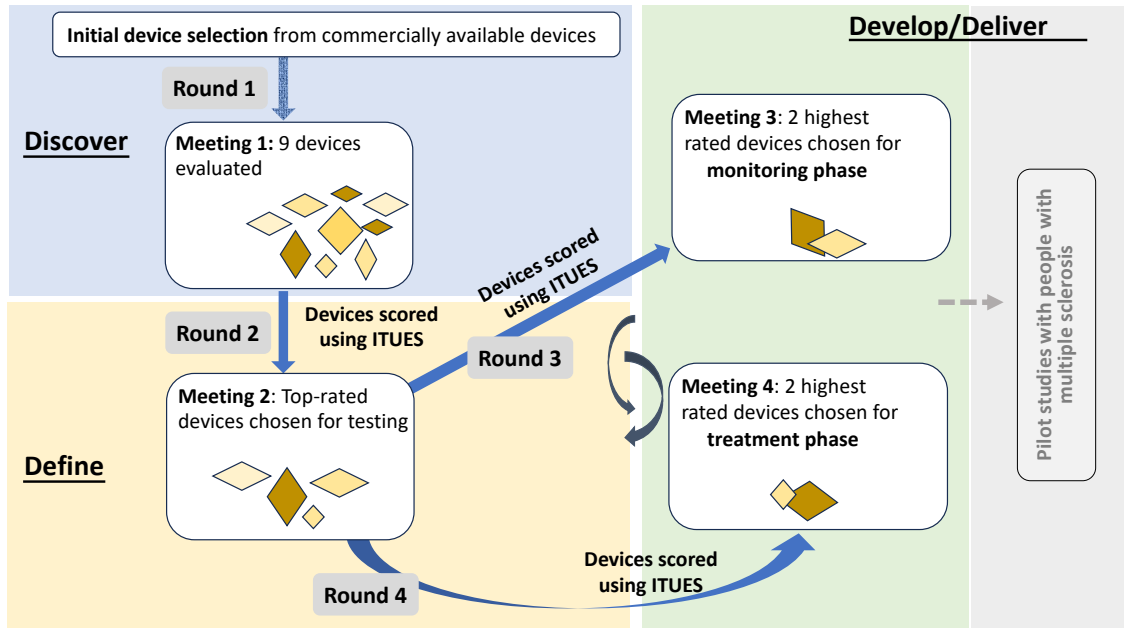 Initial device selection from commercially available devices
Develop/Deliver
Round 1
Discover
Meeting 1: 9 devices
evaluated
Meeting 3: 2 highest
rated devices chosen for
monitoring phase
Devices scored
using ITUES
Round 2
Devices scored
using ITUES
Round 3
Meeting 2: Top-rated
devices chosen for testing
Define
Meeting 4: 2 highest
rated devices chosen for
treatment phase
Devices scored
using ITUES
Round 4
Pilot studies with people with
multiple sclerosis